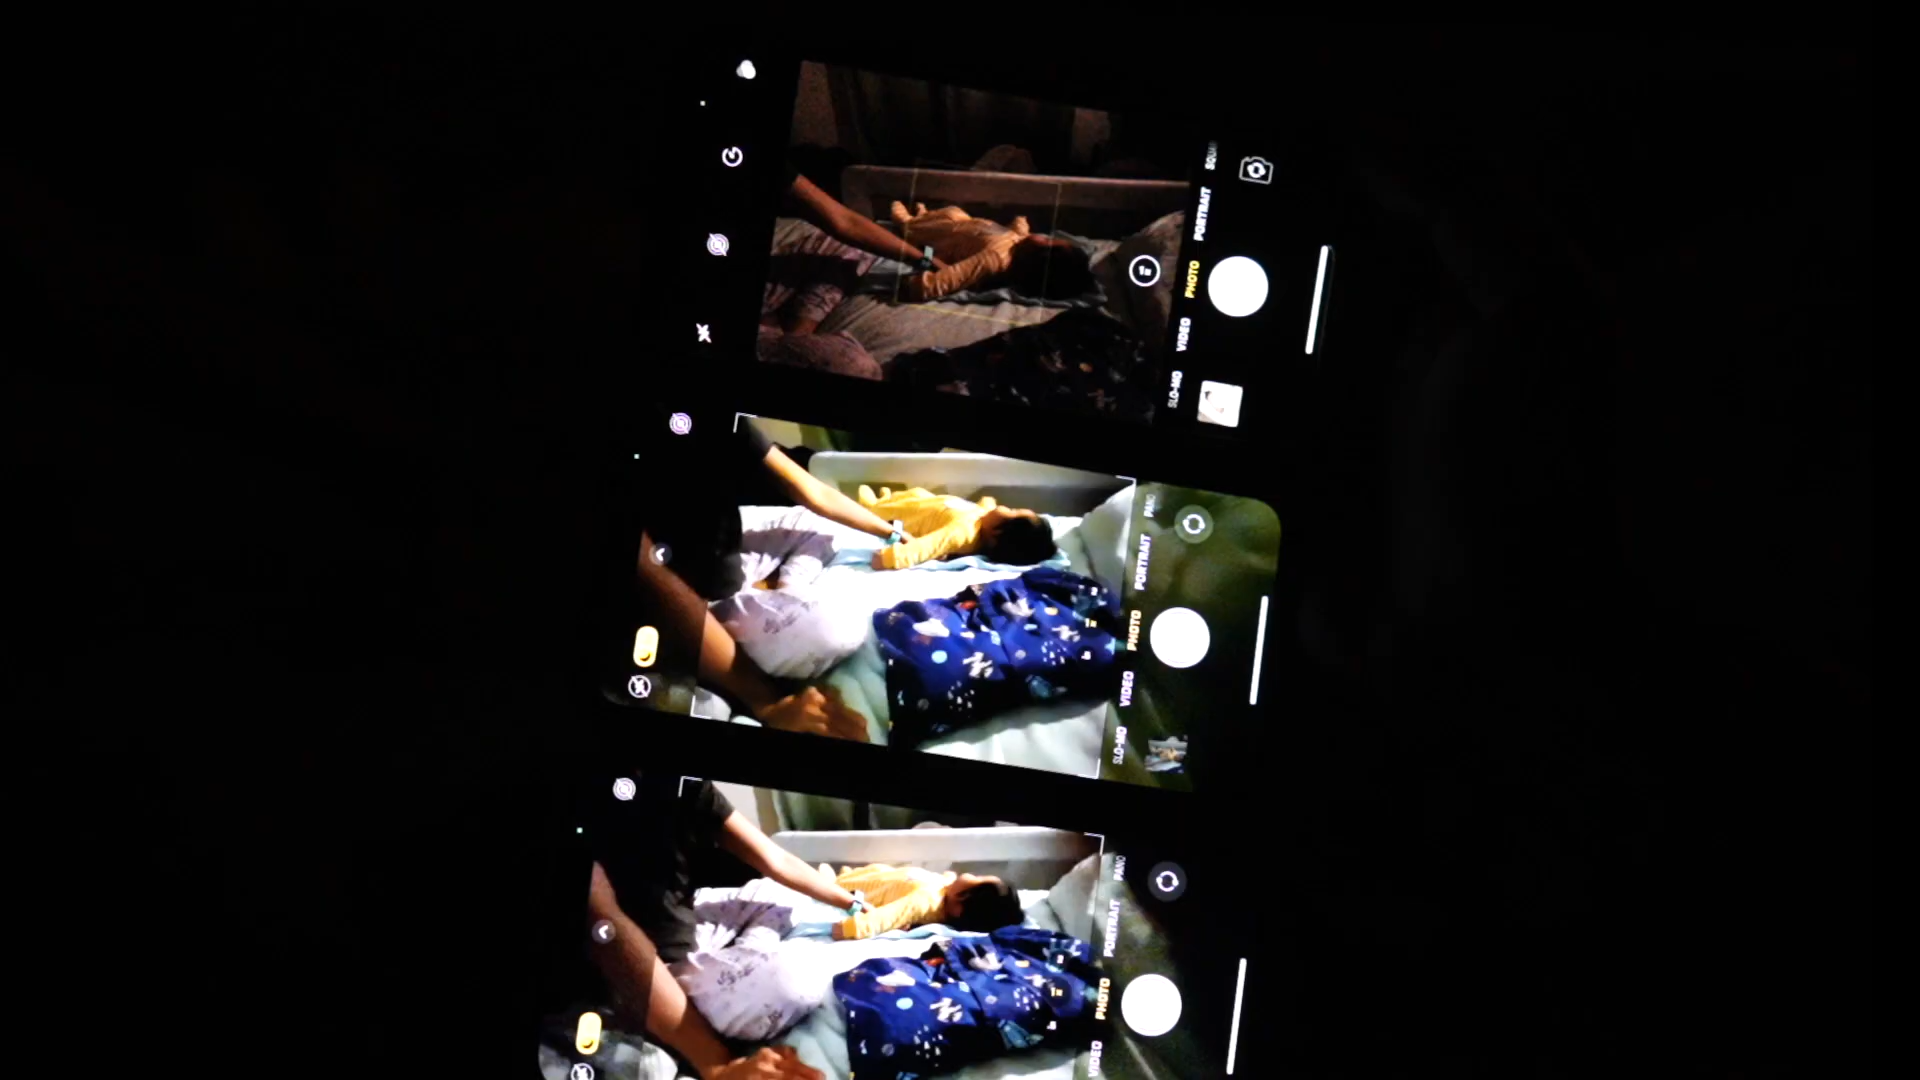 SLO-MO VIDEO PHOTO PORTRAIT SQUA
1x
SLO-MO VIDEO PHOTO PORTRAIT PANO
VIDEO PHOTO PORTRAIT PANO